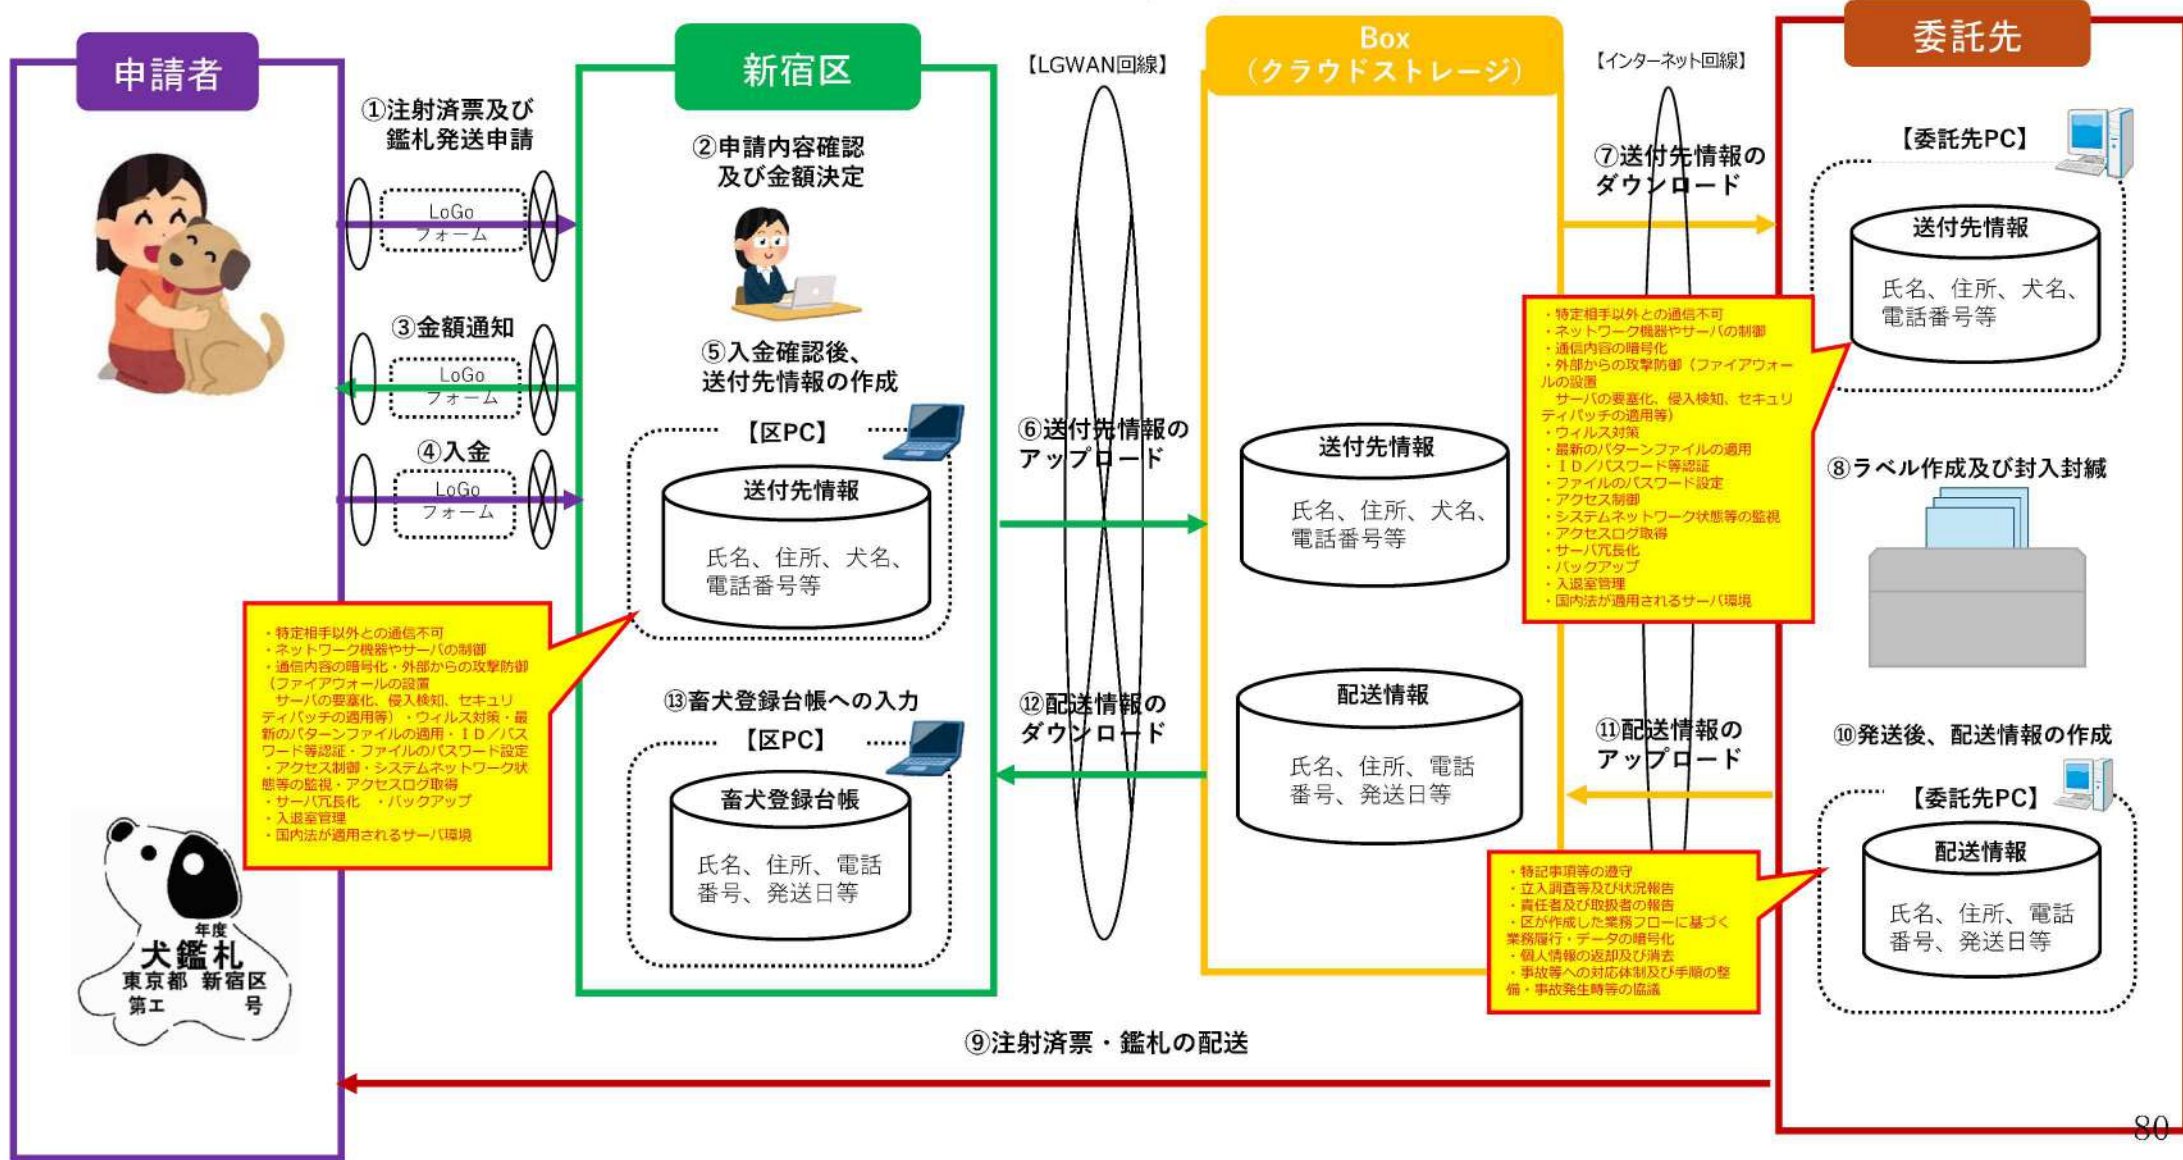 申請者
①注射済票及び
鑑札発送申請
LoGo
フォーム
③金額通知
LoGo
フォーム
④入金
LoGo
フォーム
・特定相手以外との通信不可
・ネットワーク機器やサーバの制御
・通信内容の暗号化・外部からの攻撃防御
(ファイアウォールの設置
サーバの要塞化、侵入検知、セキュリ
ティパッチの適用等)・ウィルス対策・最
新のパターンファイルの適用・ID/パス
ワード等認証・ファイルのパスワード設定
・アクセス制御・システムネットワーク状
態等の監視・アクセスログ取得
・サーバ冗長化 ・バックアップ
・入退室管理
・国内法が適用されるサーバ環境
年度
犬鑑札
東京都 新宿区
第エ 号
新宿区
②申請内容確認
及び金額決定
⑤入金確認後、
送付先情報の作成
【区PC】
送付先情報
氏名、住所、犬名、
電話番号等
⑬畜犬登録台帳への入力
【区PC】
畜犬登録台帳
氏名、住所、電話
番号、発送日等
【LGWAN回線】
⑥送付先情報の
アップロード
⑫配送情報の
ダウンロード
Box
(クラウドストレージ)
送付先情報
氏名、住所、犬名、
電話番号等
配送情報
氏名、住所、電話
番号、発送日等
【インターネット回線】
⑦送付先情報の
ダウンロード
・特定相手以外との通信不可
・ネットワーク機器やサーバの制御
・通信内容の暗号化
・外部からの攻撃防御(ファイアウォー
ルの設置
サーバの要塞化、侵入検知、セキュリ
ティパッチの適用等)
・ウィルス対策
・最新のパターンファイルの適用
・ID/パスワード等認証
・ファイルのパスワード設定
・アクセス制御
・システムネットワーク状態等の監視
・アクセスログ取得
・サーバ冗長化
・バックアップ
・入退室管理
・国内法が適用されるサーバ環境
⑪配送情報の
アップロード
・特記事項等の遵守
・立入調査等及び状況報告
・責任者及び取扱者の報告
・区が作成した業務フローに基づく
業務履行・データの暗号化
・個人情報の返却及び消去
・事故等への対応体制及び手順の整
備・事故発生時等の協議
委託先
【委託先PC】
送付先情報
氏名、住所、犬名、
電話番号等
⑧ラベル作成及び封入封緘
⑩発送後、配送情報の作成
【委託先PC】
配送情報
氏名、住所、電話
番号、発送日等
⑨注射済票・鑑札の配送
80